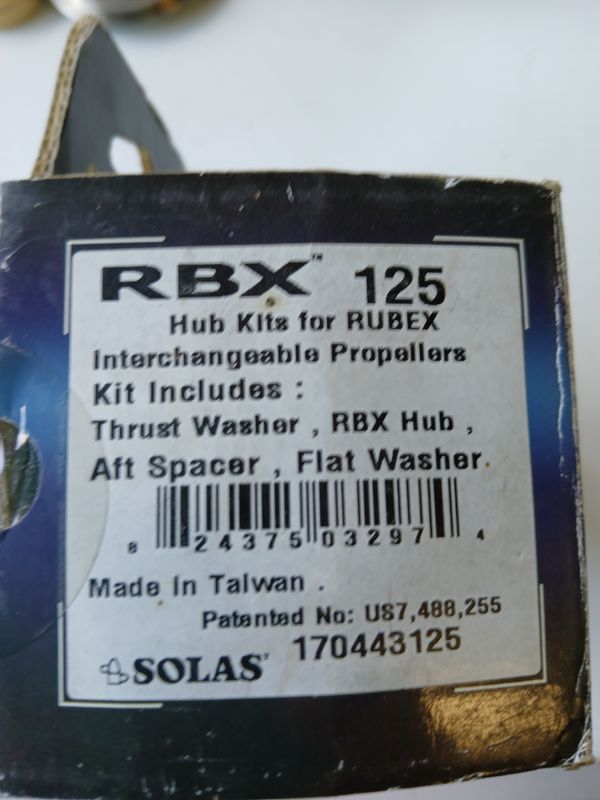 RBX™ 125
Hub Kits for RUBEX
Interchangeable Propellers
Kit Includes :
Thrust Washer , RBX Hub ,
Aft Spacer , Flat Washer.
8 24375 03297 4
Made in Taiwan .
Patented No: US7,488,255
SOLAS 170443125